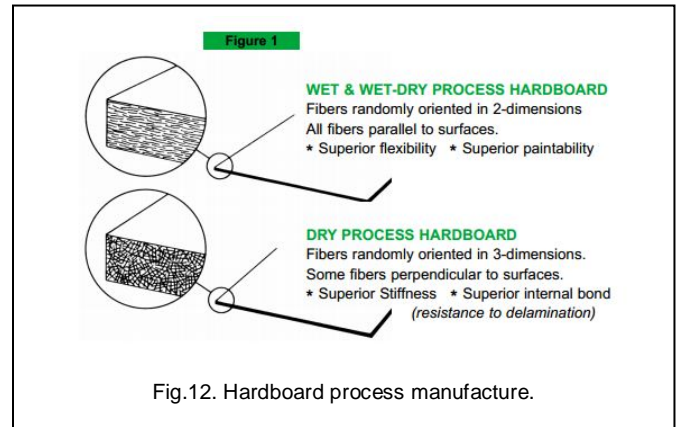 Figure 1
WET & WET-DRY PROCESS HARDBOARD
Fibers randomly oriented in 2-dimensions
All fibers parallel to surfaces.
* Superior flexibility * Superior paintability
DRY PROCESS HARDBOARD
Fibers randomly oriented in 3-dimensions.
Some fibers perpendicular to surfaces.
* Superior Stiffness * Superior internal bond
(resistance to delamination)
Fig.12. Hardboard process manufacture.